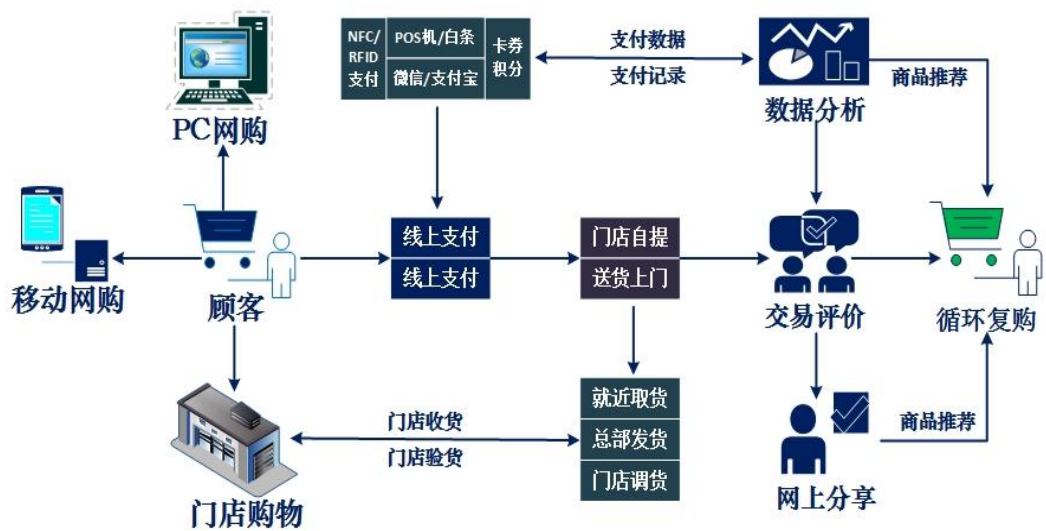 NFC/
RFID
支付
POS机/白条
微信/支付宝
卡券
积分
支付数据
支付记录
数据分析
商品推荐
PC网购
移动网购
顾客
线上支付
线上支付
门店自提
送货上门
交易评价
循环复购
门店购物
门店收货
门店验货
就近取货
总部发货
门店调货
网上分享
商品推荐